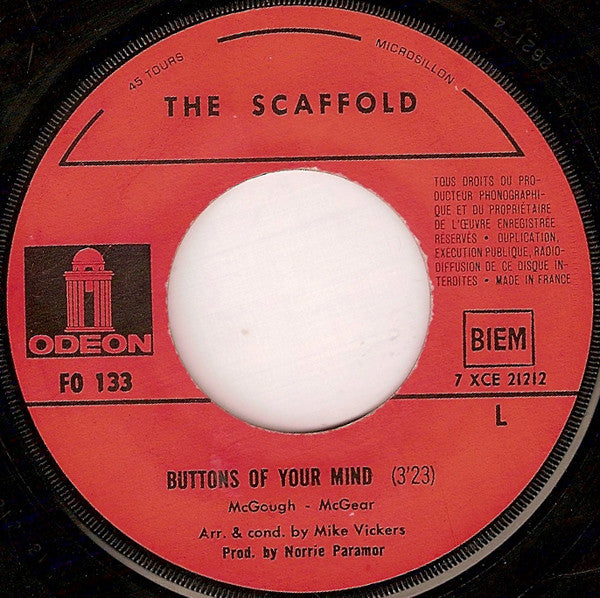 45 TOURS
MICROSILLON
THE SCAFFOLD
TOUS DROITS DU PRO-
DUCTEUR PHONOGRAPHI-
QUE ET DU PROPRIÉTAIRE
DE L'ŒUVRE ENREGISTRÉE
RÉSERVÉS • DUPLICATION,
EXECUTION PUBLIQUE, RADIO-
DIFFUSION DE CE DISQUE IN-
TERDITES • MADE IN FRANCE
ODEON
FO 133
BIEM
7 XCE 21212
L
BUTTONS OF YOUR MIND (3'23)
McGough - McGear
Arr. & cond. by Mike Vickers
Prod. by Norrie Paramor